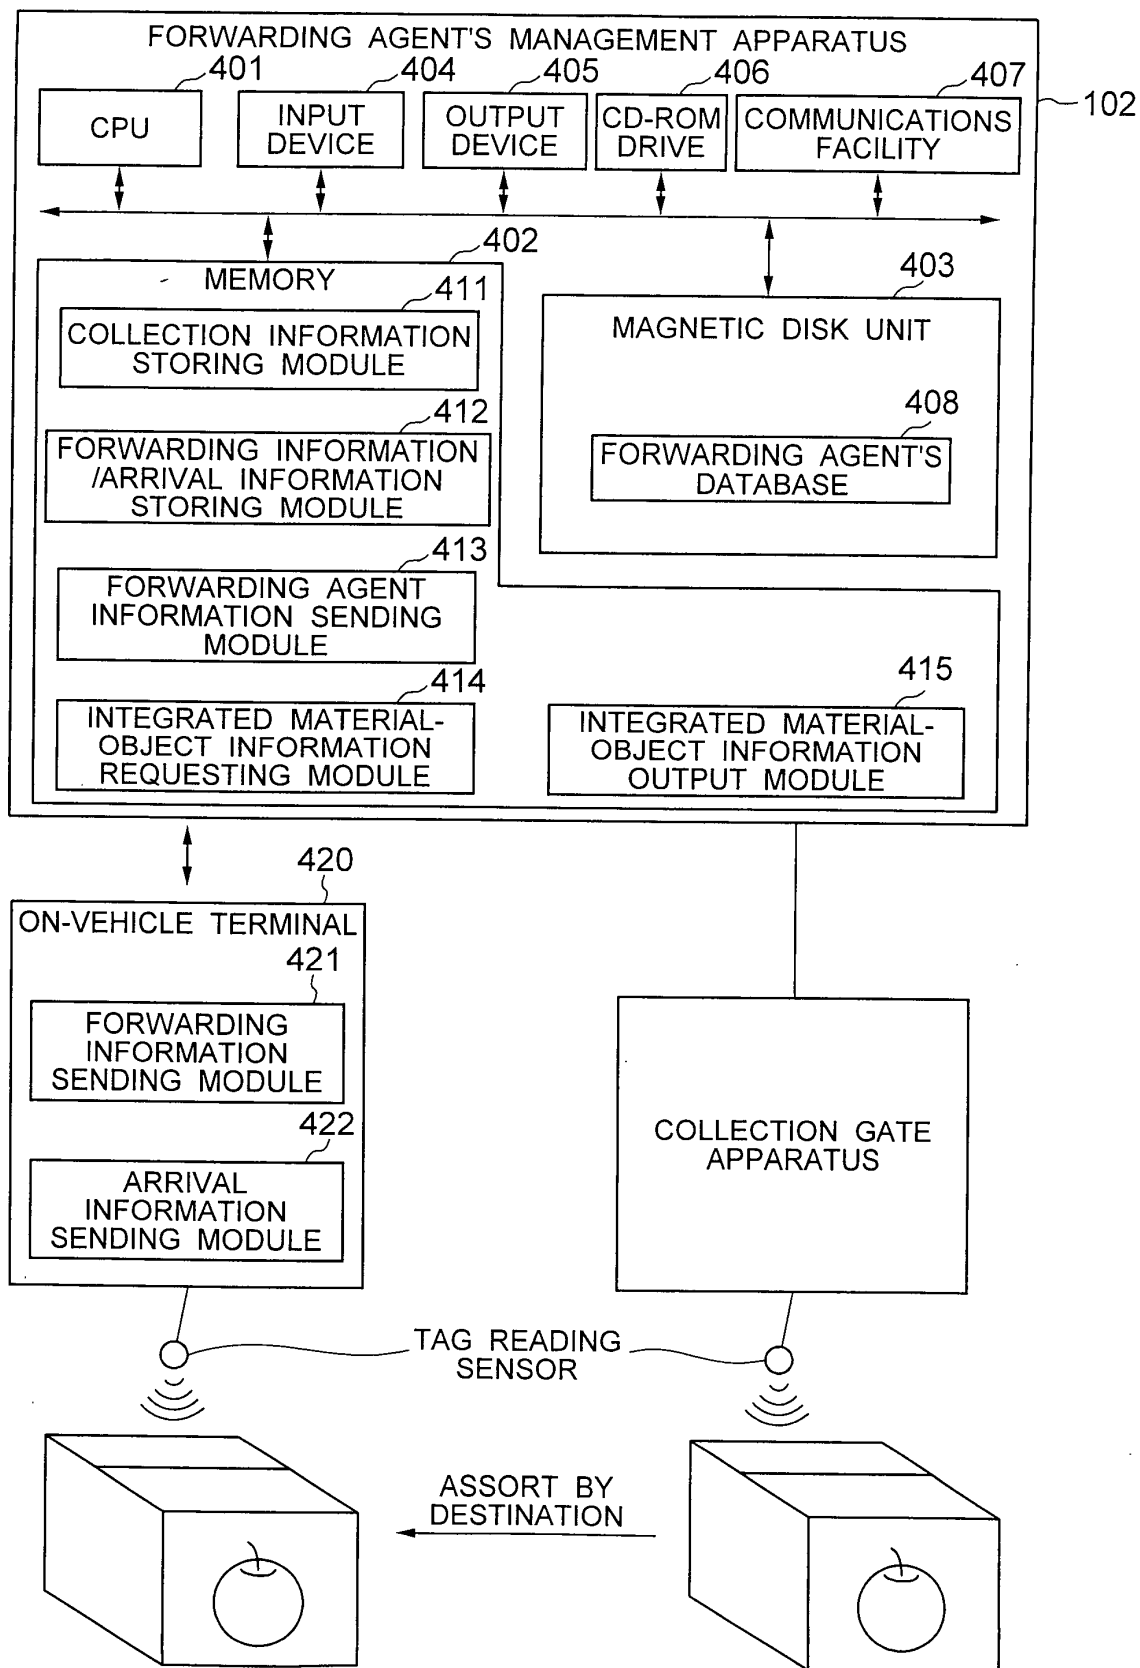 FORWARDING AGENT'S MANAGEMENT APPARATUS
401
404
405
406
407
102
CPU
INPUT
DEVICE
OUTPUT
DEVICE
CD-ROM
DRIVE
COMMUNICATIONS
FACILITY
402
MEMORY
411
COLLECTION INFORMATION
STORING MODULE
412
FORWARDING INFORMATION
/ARRIVAL INFORMATION
STORING MODULE
413
FORWARDING AGENT
INFORMATION SENDING
MODULE
414
INTEGRATED MATERIAL-
OBJECT INFORMATION
REQUESTING MODULE
403
MAGNETIC DISK UNIT
408
FORWARDING AGENT'S
DATABASE
415
INTEGRATED MATERIAL-
OBJECT INFORMATION
OUTPUT MODULE
420
ON-VEHICLE TERMINAL
421
FORWARDING
INFORMATION
SENDING MODULE
422
ARRIVAL
INFORMATION
SENDING MODULE
COLLECTION GATE
APPARATUS
TAG READING
SENSOR
ASSORT BY
DESTINATION